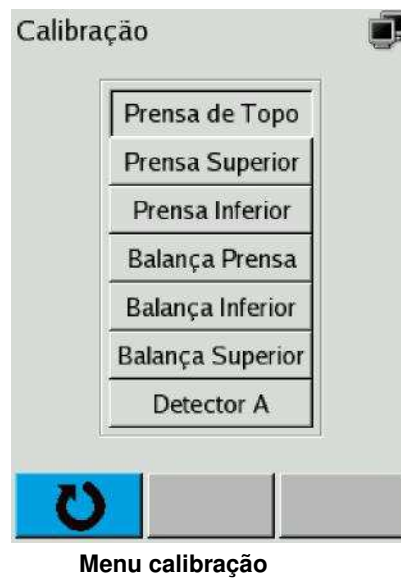 Calibração
Prensa de Topo
Prensa Superior
Prensa Inferior
Balança Prensa
Balança Inferior
Balança Superior
Detector A
Menu calibração